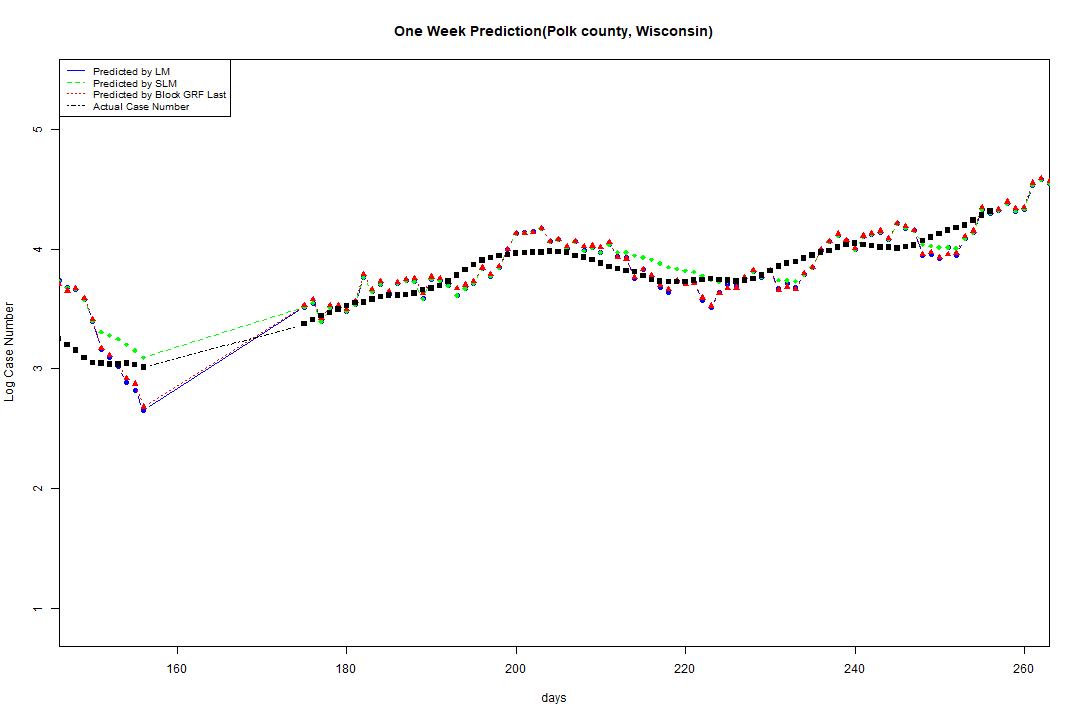 One Week Prediction(Polk county, Wisconsin)
Predicted by LM
Predicted by SLM
Predicted by Block GRF Last
Actual Case Number
5
4
3
2
1
Log Case Number
160
180
200
220
240
260
days